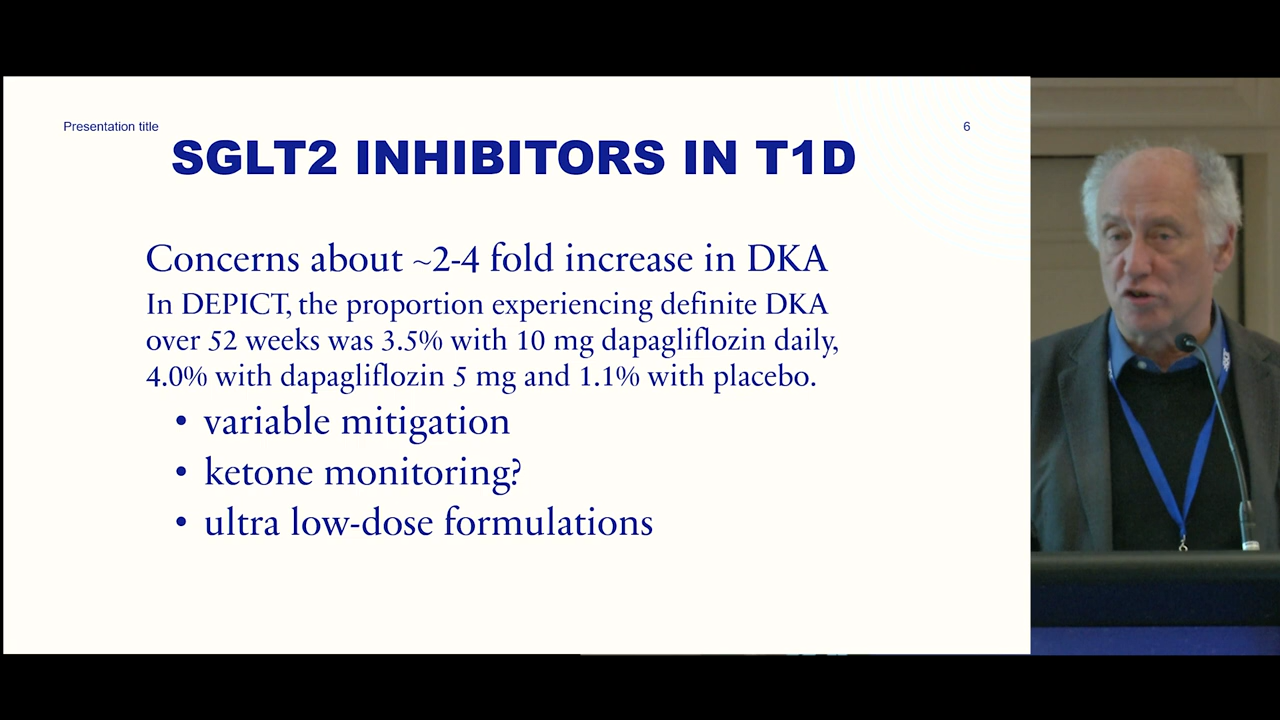 Presentation title
6
SGLT2 INHIBITORS IN T1D
Concerns about ~2-4 fold increase in DKA
In DEPICT, the proportion experiencing definite DKA
over 52 weeks was 3.5% with 10 mg dapagliflozin daily,
4.0% with dapagliflozin 5 mg and 1.1% with placebo.
• variable mitigation
• ketone monitoring?
• ultra low-dose formulations